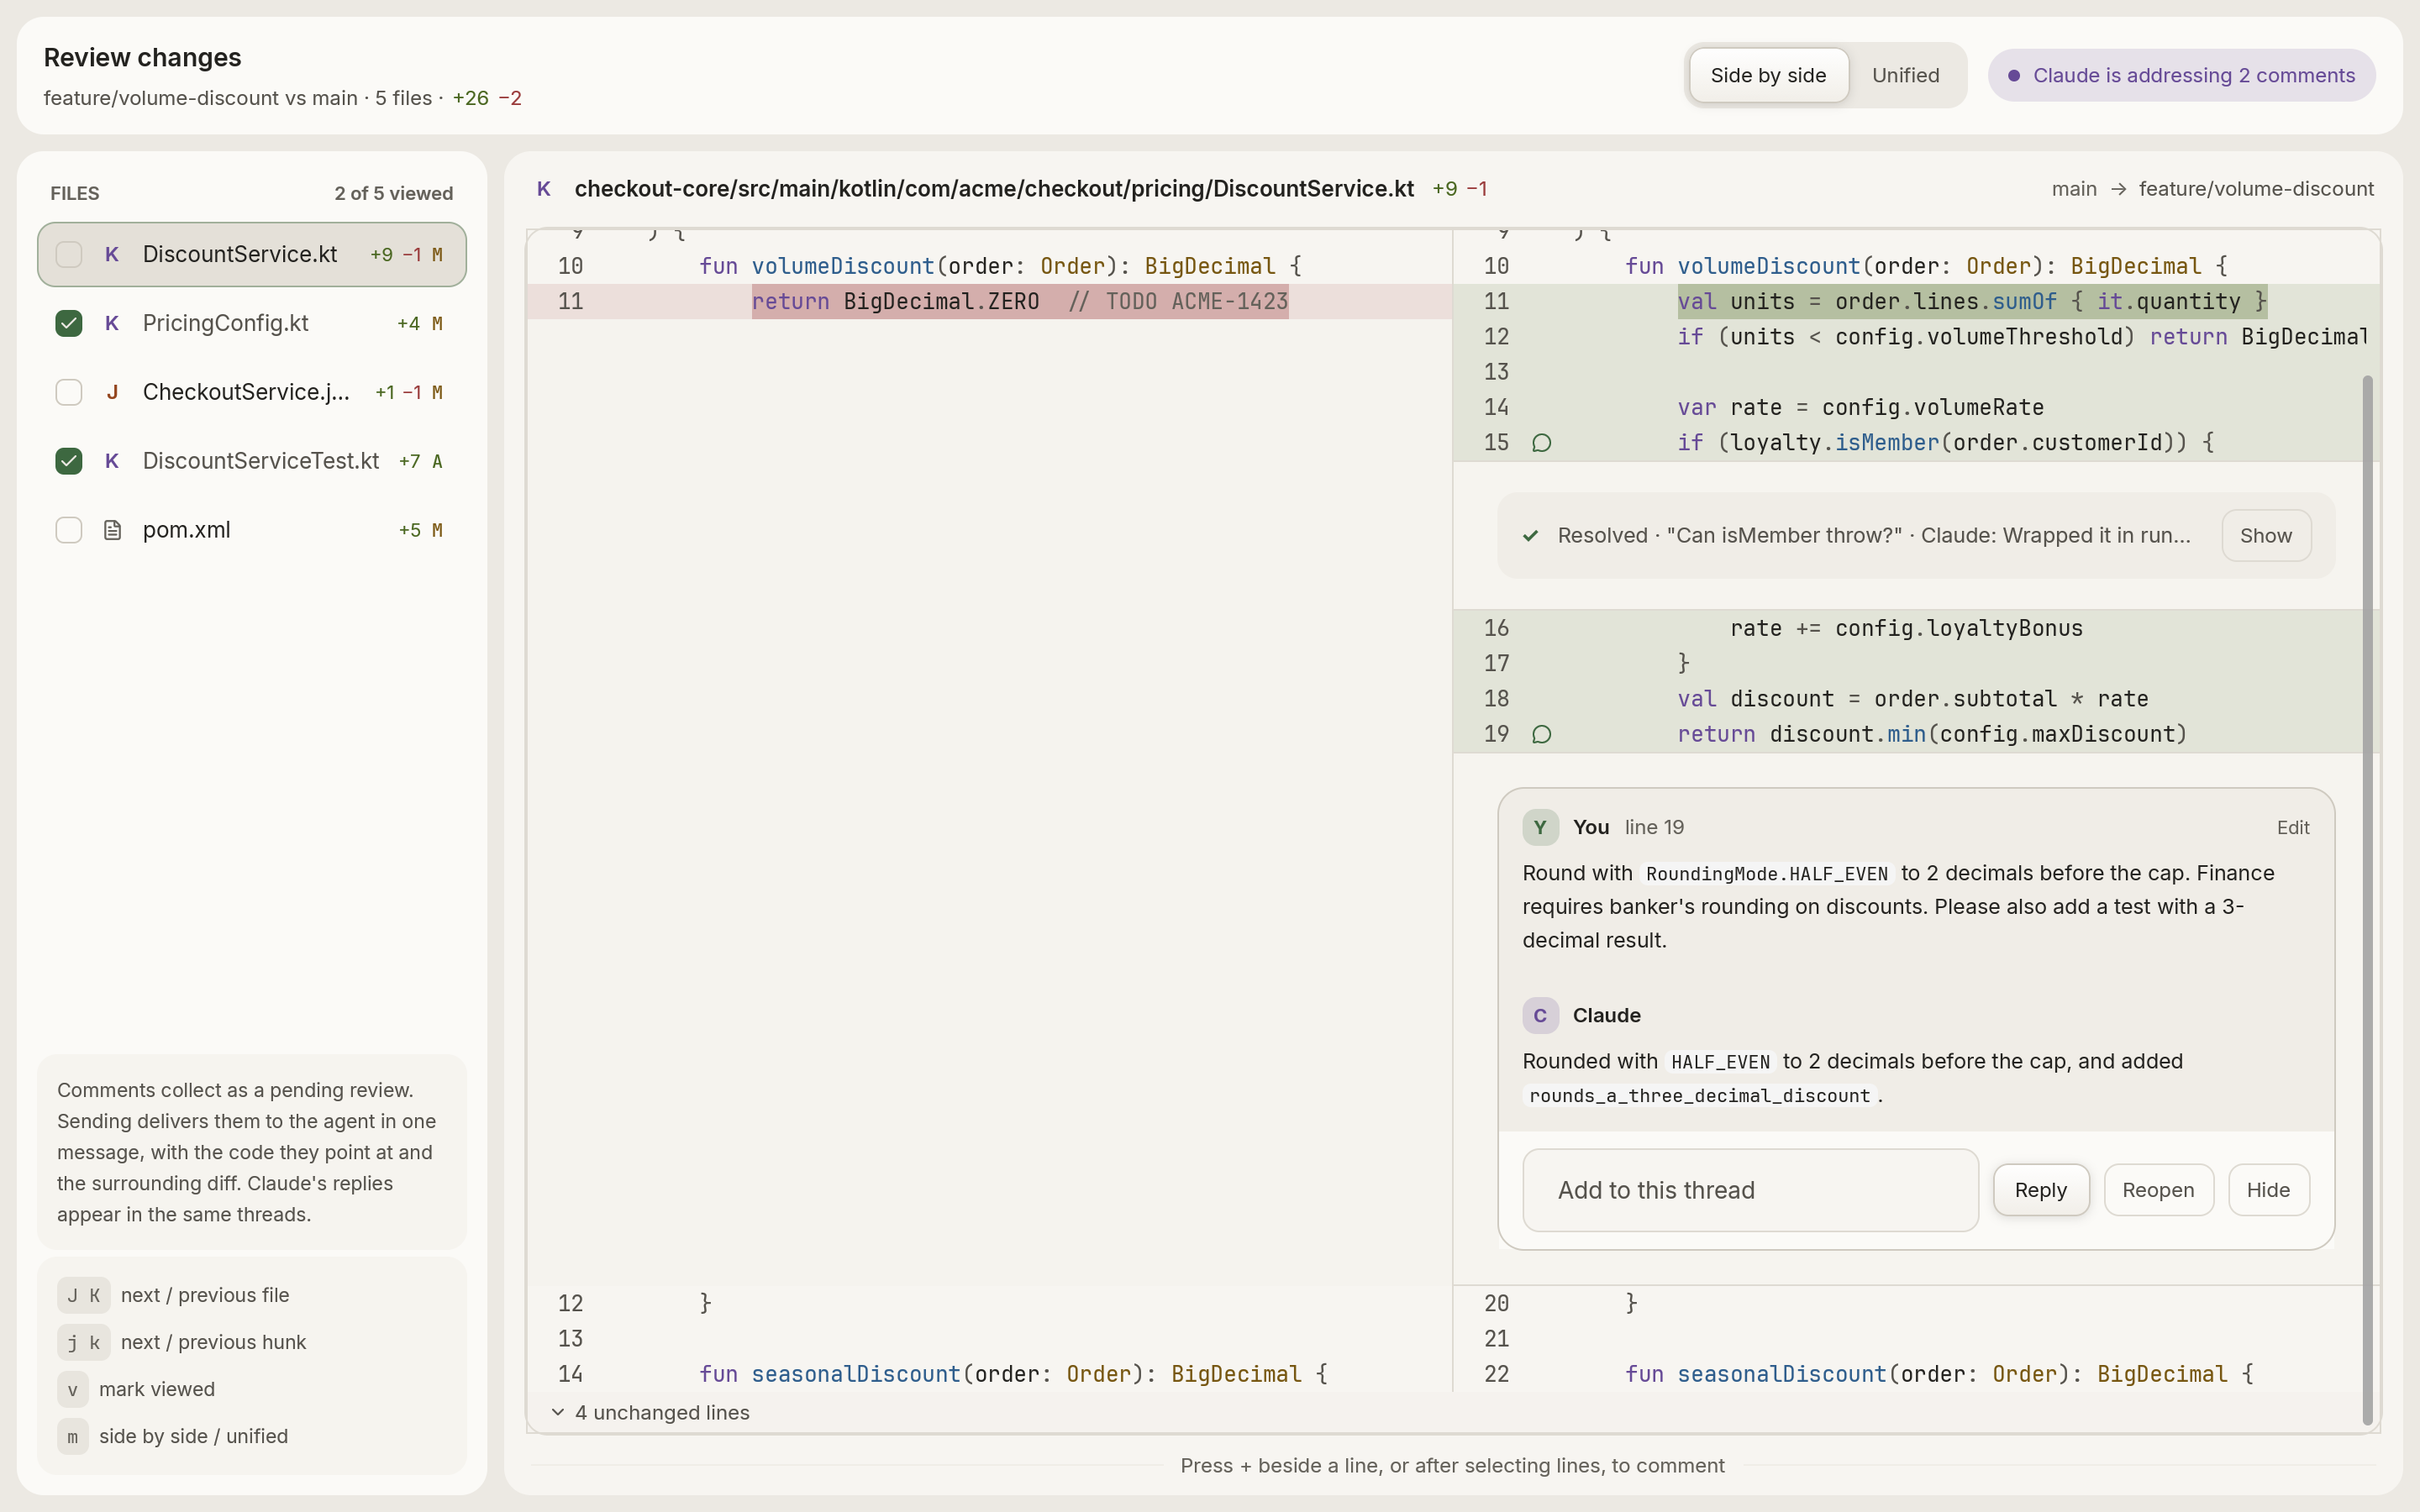 Review changes
feature/volume-discount vs main · 5 files · +26 −2
Side by side
Unified
Claude is addressing 2 comments
FILES
2 of 5 viewed
K DiscountService.kt +9 −1 M
K PricingConfig.kt +4 M
J CheckoutService.j... +1 −1 M
K DiscountServiceTest.kt +7 A
pom.xml +5 M
Comments collect as a pending review.
Sending delivers them to the agent in one
message, with the code they point at and
the surrounding diff. Claude's replies
appear in the same threads.
J K next / previous file
j k next / previous hunk
v mark viewed
m side by side / unified
K checkout-core/src/main/kotlin/com/acme/checkout/pricing/DiscountService.kt +9 −1
main → feature/volume-discount
9 ) {
10 fun volumeDiscount(order: Order): BigDecimal {
11 return BigDecimal.ZERO // TODO ACME-1423
12 }
13
14 fun seasonalDiscount(order: Order): BigDecimal {
9 ) {
10 fun volumeDiscount(order: Order): BigDecimal {
11 val units = order.lines.sumOf { it.quantity }
12 if (units < config.volumeThreshold) return BigDecimal
13
14 var rate = config.volumeRate
15 if (loyalty.isMember(order.customerId)) {
Resolved · "Can isMember throw?" · Claude: Wrapped it in run...
Show
16 rate += config.loyaltyBonus
17 }
18 val discount = order.subtotal * rate
19 return discount.min(config.maxDiscount)
Y You line 19
Edit
Round with RoundingMode.HALF_EVEN to 2 decimals before the cap. Finance
requires banker's rounding on discounts. Please also add a test with a 3-
decimal result.
C Claude
Rounded with HALF_EVEN to 2 decimals before the cap, and added
rounds_a_three_decimal_discount.
Add to this thread
Reply
Reopen
Hide
20 }
21
22 fun seasonalDiscount(order: Order): BigDecimal {
4 unchanged lines
Press + beside a line, or after selecting lines, to comment